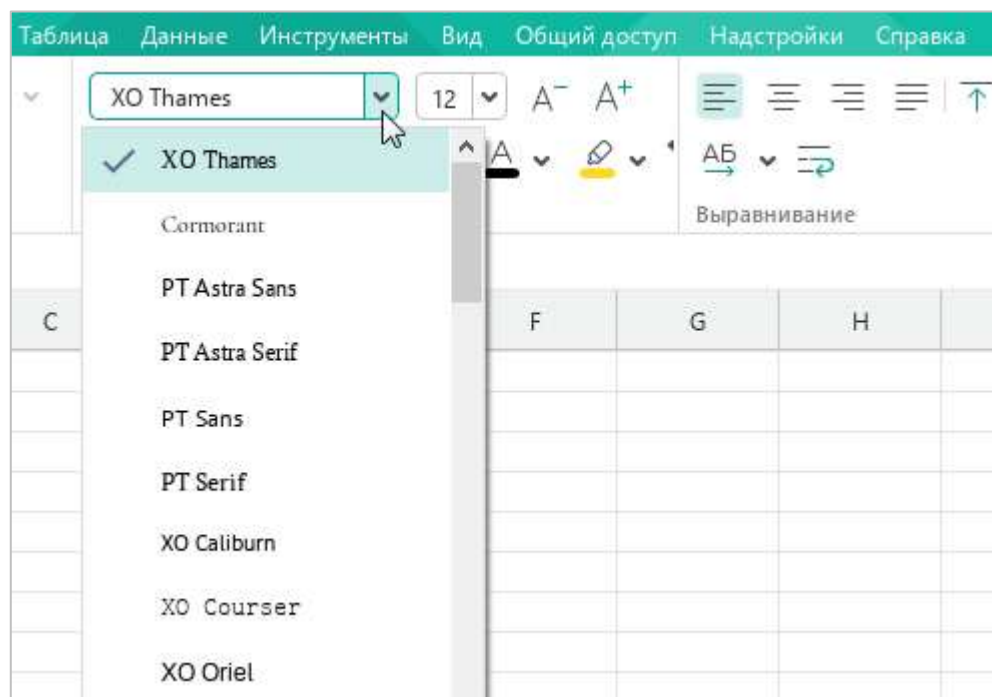 Таблица Данные Инструменты Вид Общий доступ Надстройки Справка
XO Thames 12 A⁻ A⁺
XO Thames A АБ
Cormorant Выравнивание
PT Astra Sans
C F G H
PT Astra Serif
PT Sans
PT Serif
XO Caliburn
XO Courser
XO Oriel